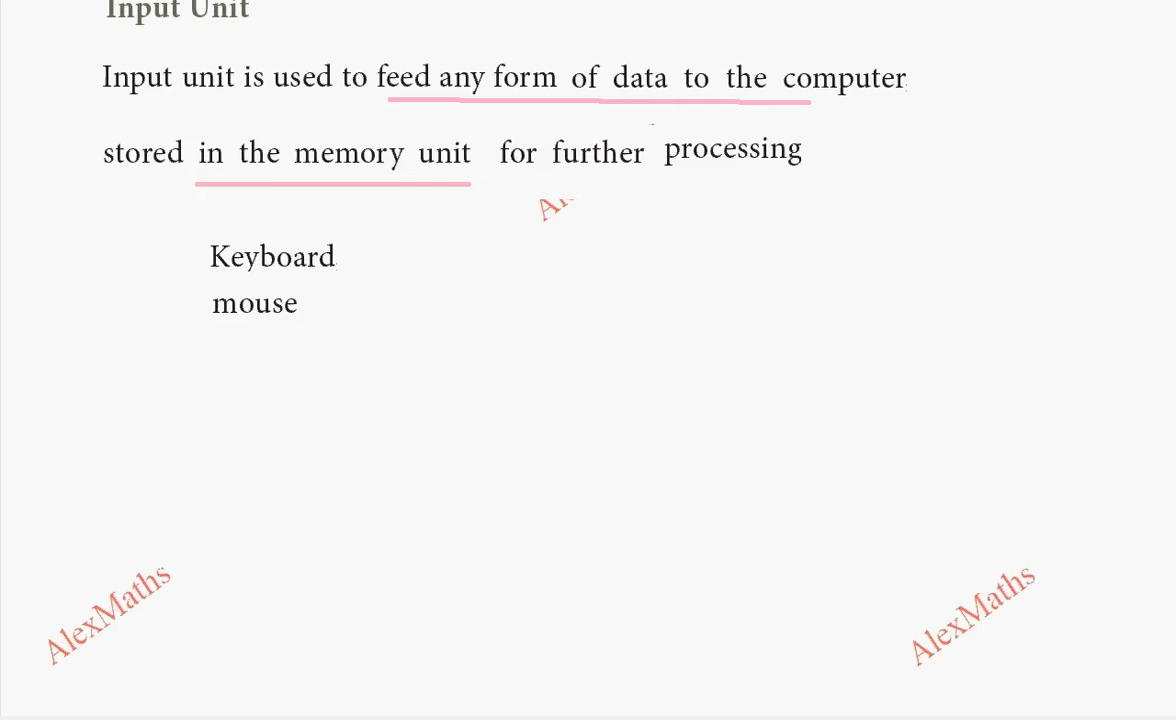 Input Unit
Input unit is used to feed any form of data to the computer
stored in the memory unit for further processing
Keyboard
mouse
AlexMaths
AlexMaths